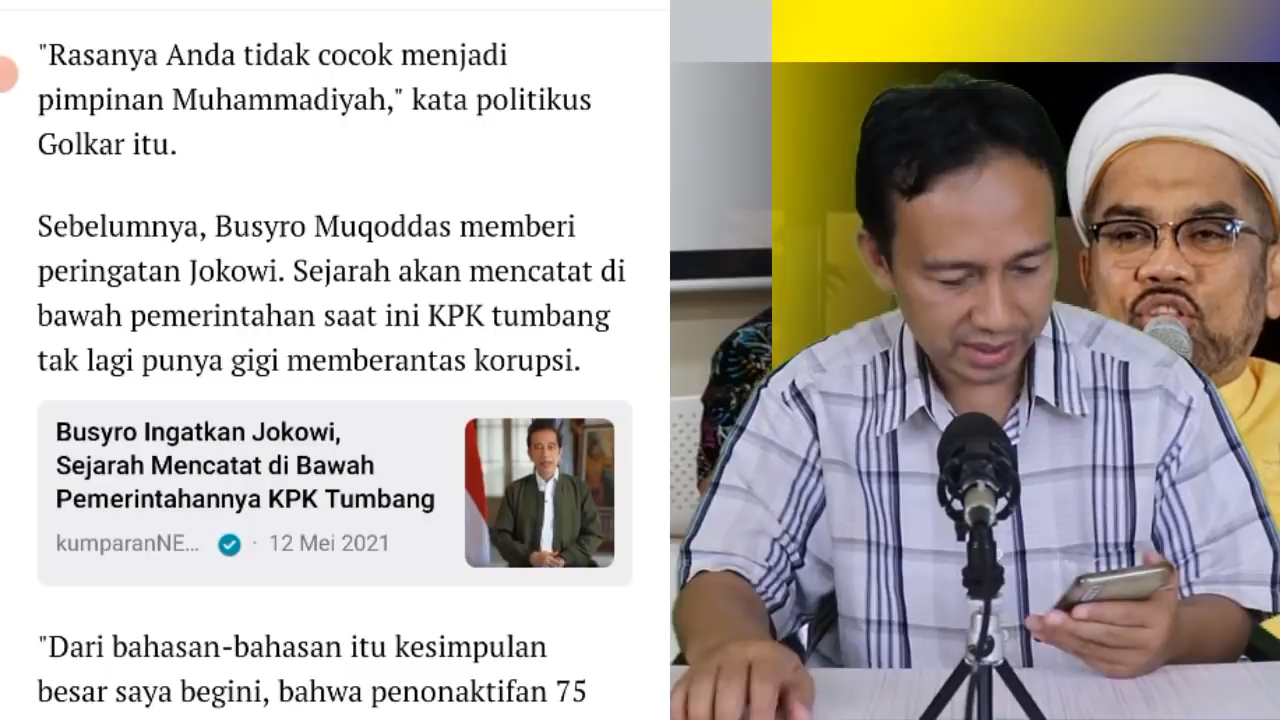 "Rasanya Anda tidak cocok menjadi
pimpinan Muhammadiyah," kata politikus
Golkar itu.
Sebelumnya, Busyro Muqoddas memberi
peringatan Jokowi. Sejarah akan mencatat di
bawah pemerintahan saat ini KPK tumbang
tak lagi punya gigi memberantas korupsi.
Busyro Ingatkan Jokowi,
Sejarah Mencatat di Bawah
Pemerintahannya KPK Tumbang
kumparanNE... · 12 Mei 2021
"Dari bahasan-bahasan itu kesimpulan
besar saya begini, bahwa penonaktifan 75